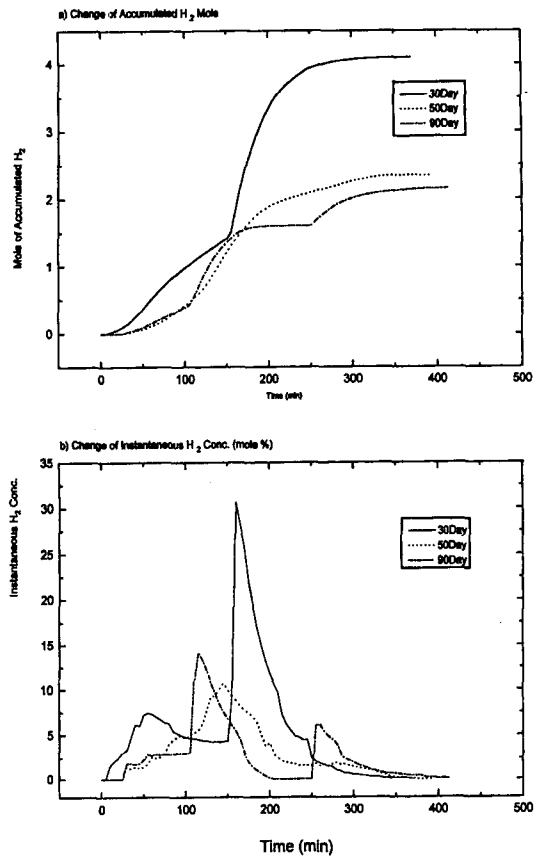 a) Change of Accumulated H2 Mole
Mole of Accumulated H2
4
3
2
1
0
30Day
50Day
90Day
0 100 200 300 400 500
Time (min)
b) Change of Instantaneous H2 Conc. (mole %)
Instantaneous H2 Conc.
35
30
25
20
15
10
5
0
30Day
50Day
90Day
0 100 200 300 400 500
Time (min)